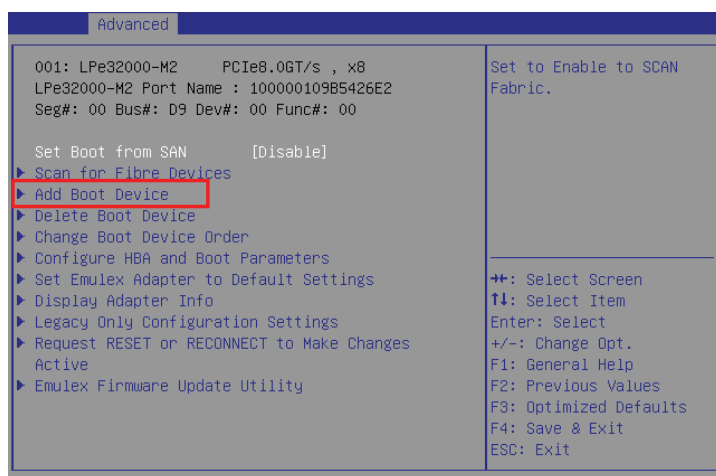 Advanced
001: LPe32000-M2 PCIe8.0GT/s , x8
LPe32000-M2 Port Name : 100000109B5426E2
Seg#: 00 Bus#: D9 Dev#: 00 Func#: 00
Set Boot from SAN [Disable]
Scan for Fibre Devices
Add Boot Device
Delete Boot Device
Change Boot Device Order
Configure HBA and Boot Parameters
Set Emulex Adapter to Default Settings
Display Adapter Info
Legacy Only Configuration Settings
Request RESET or RECONNECT to Make Changes
Active
Emulex Firmware Update Utility
Set to Enable to SCAN
Fabric.
→←: Select Screen
↑↓: Select Item
Enter: Select
+/-: Change Opt.
F1: General Help
F2: Previous Values
F3: Optimized Defaults
F4: Save & Exit
ESC: Exit